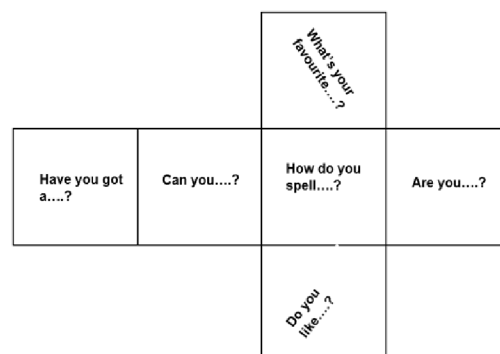 What's your
favourite....?
Have you got
a....?
Can you....?
How do you
spell....?
Are you....?
Do you
like....?